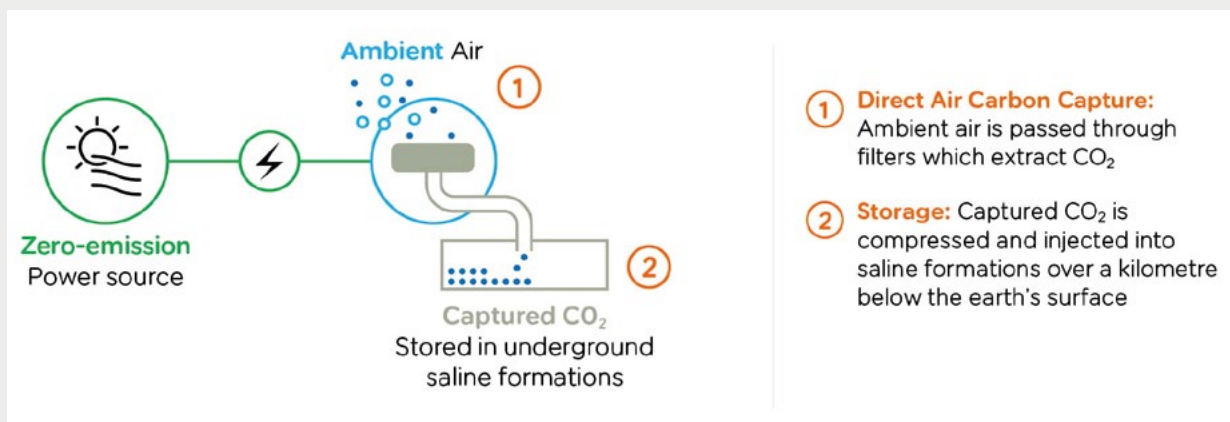 Ambient Air
1
Zero-emission
Power source
2
Captured CO₂
Stored in underground
saline formations
1 Direct Air Carbon Capture:
Ambient air is passed through
filters which extract CO₂
2 Storage: Captured CO₂ is
compressed and injected into
saline formations over a kilometre
below the earth's surface